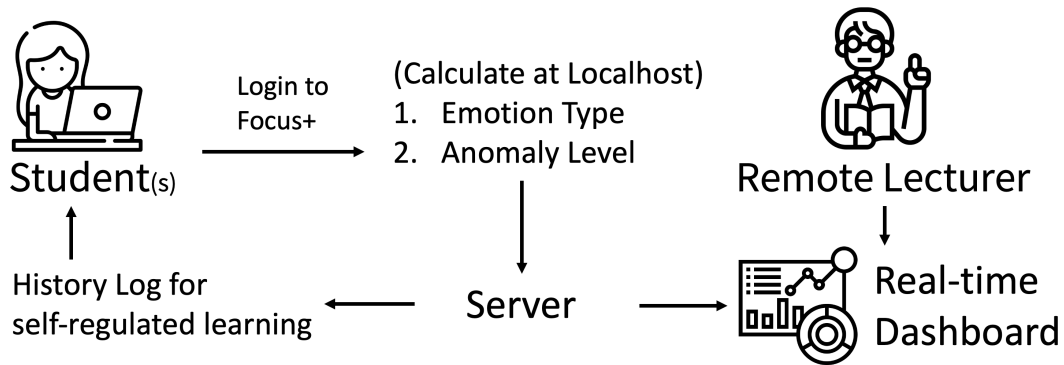 Login to
Focus+
(Calculate at Localhost)
1. Emotion Type
2. Anomaly Level
Student(s)
Remote Lecturer
History Log for
self-regulated learning
Server
Real-time
Dashboard